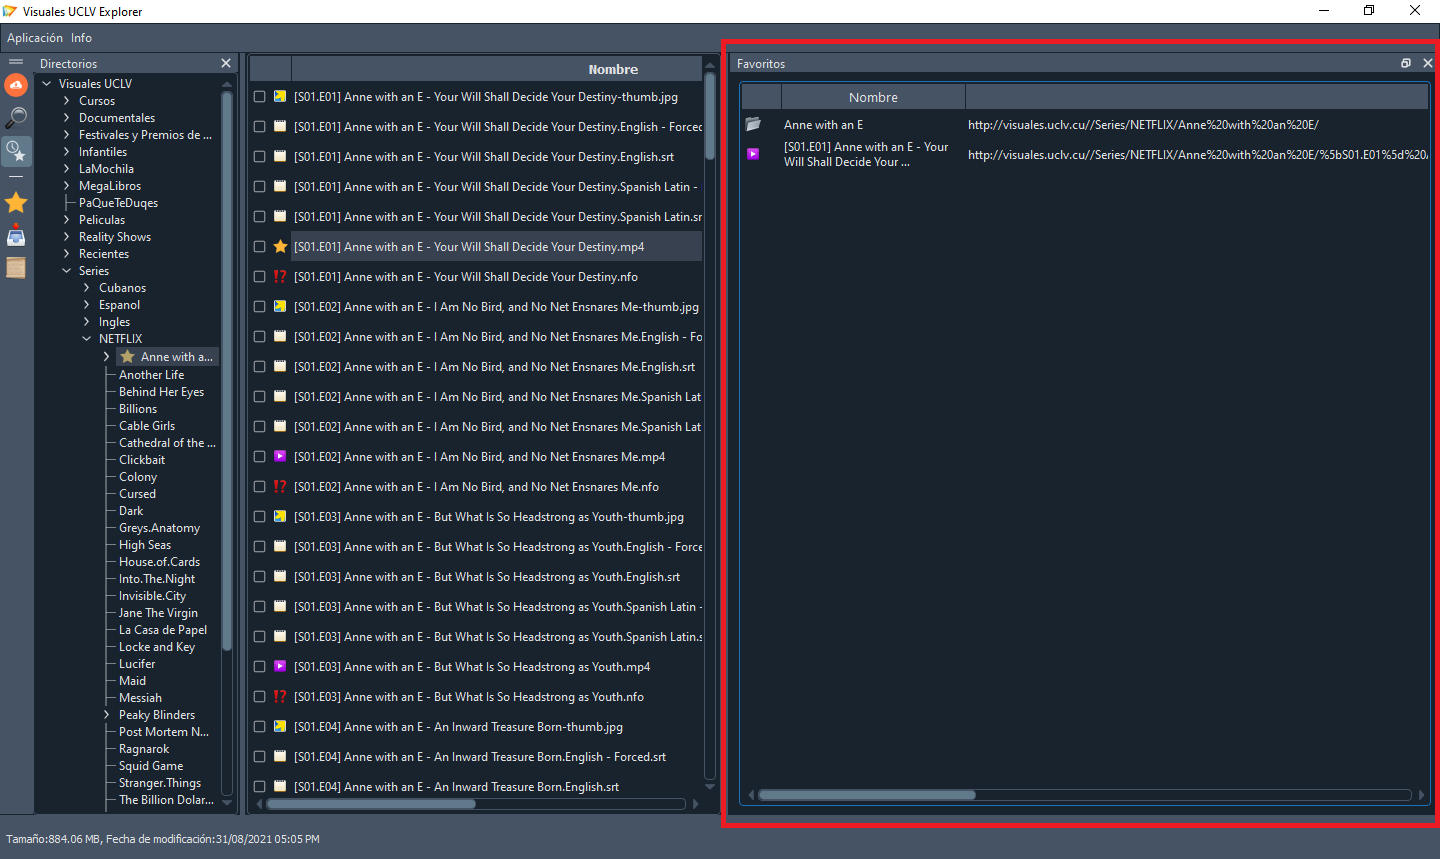 Visuales UCLV Explorer
Aplicación Info
Directorios
Visuales UCLV
Cursos
Documentales
Festivales y Premios de ...
Infantiles
LaMochila
MegaLibros
PaQueTeDuqes
Peliculas
Reality Shows
Recientes
Series
Cubanos
Espanol
Ingles
NETFLIX
Anne with a...
Another Life
Behind Her Eyes
Billions
Cable Girls
Cathedral of the ...
Clickbait
Colony
Cursed
Dark
Greys.Anatomy
High Seas
House.of.Cards
Into.The.Night
Invisible.City
Jane The Virgin
La Casa de Papel
Locke and Key
Lucifer
Maid
Messiah
Peaky Blinders
Post Mortem N...
Ragnarok
Squid Game
Stranger.Things
The Billion Dolar...
Nombre
[S01.E01] Anne with an E - Your Will Shall Decide Your Destiny-thumb.jpg
[S01.E01] Anne with an E - Your Will Shall Decide Your Destiny.English - Forced
[S01.E01] Anne with an E - Your Will Shall Decide Your Destiny.English.srt
[S01.E01] Anne with an E - Your Will Shall Decide Your Destiny.Spanish Latin -
[S01.E01] Anne with an E - Your Will Shall Decide Your Destiny.Spanish Latin.sr
[S01.E01] Anne with an E - Your Will Shall Decide Your Destiny.mp4
[S01.E01] Anne with an E - Your Will Shall Decide Your Destiny.nfo
[S01.E02] Anne with an E - I Am No Bird, and No Net Ensnares Me-thumb.jpg
[S01.E02] Anne with an E - I Am No Bird, and No Net Ensnares Me.English - Fo
[S01.E02] Anne with an E - I Am No Bird, and No Net Ensnares Me.English.srt
[S01.E02] Anne with an E - I Am No Bird, and No Net Ensnares Me.Spanish Lat
[S01.E02] Anne with an E - I Am No Bird, and No Net Ensnares Me.Spanish Lat
[S01.E02] Anne with an E - I Am No Bird, and No Net Ensnares Me.mp4
[S01.E02] Anne with an E - I Am No Bird, and No Net Ensnares Me.nfo
[S01.E03] Anne with an E - But What Is So Headstrong as Youth-thumb.jpg
[S01.E03] Anne with an E - But What Is So Headstrong as Youth.English - Force
[S01.E03] Anne with an E - But What Is So Headstrong as Youth.English.srt
[S01.E03] Anne with an E - But What Is So Headstrong as Youth.Spanish Latin -
[S01.E03] Anne with an E - But What Is So Headstrong as Youth.Spanish Latin.s
[S01.E03] Anne with an E - But What Is So Headstrong as Youth.mp4
[S01.E03] Anne with an E - But What Is So Headstrong as Youth.nfo
[S01.E04] Anne with an E - An Inward Treasure Born-thumb.jpg
[S01.E04] Anne with an E - An Inward Treasure Born.English - Forced.srt
[S01.E04] Anne with an E - An Inward Treasure Born.English.srt
Favoritos
Nombre
Anne with an E http://visuales.uclv.cu//Series/NETFLIX/Anne%20with%20an%20E/
[S01.E01] Anne with an E - Your
Will Shall Decide Your ...
http://visuales.uclv.cu//Series/NETFLIX/Anne%20with%20an%20E/%5bS01.E01%5d%20
Tamaño:884.06 MB, Fecha de modificación:31/08/2021 05:05 PM